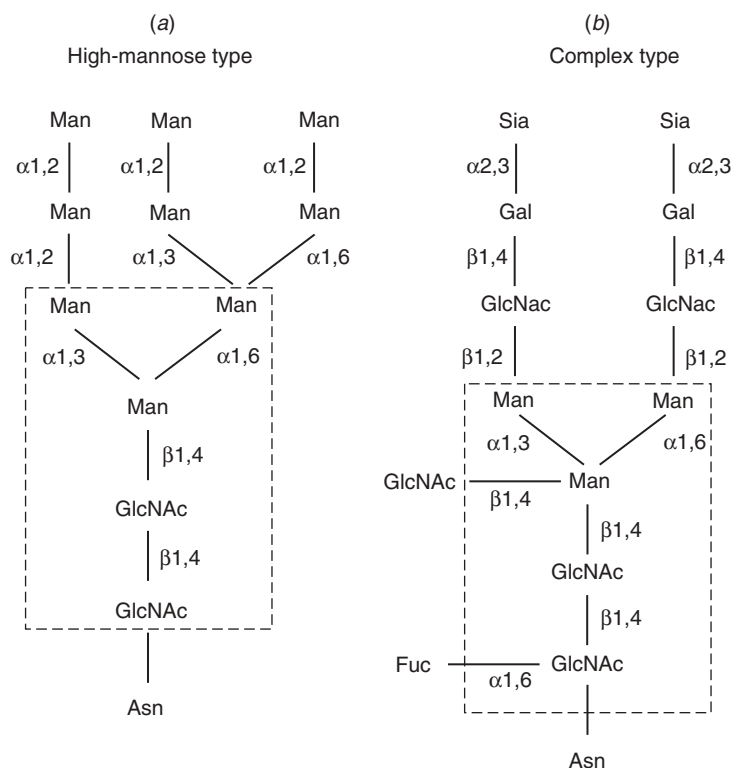 (a)
High-mannose type
Man Man Man
α1,2 α1,2 α1,2
Man Man Man
α1,2 α1,3 α1,6
Man Man
α1,3 α1,6
Man
β1,4
GlcNAc
β1,4
GlcNAc
Asn
(b)
Complex type
Sia Sia
α2,3 α2,3
Gal Gal
β1,4 β1,4
GlcNac GlcNac
β1,2 β1,2
Man Man
α1,3 α1,6
GlcNAc Man
β1,4
β1,4
GlcNAc
β1,4
Fuc GlcNAc
α1,6
Asn